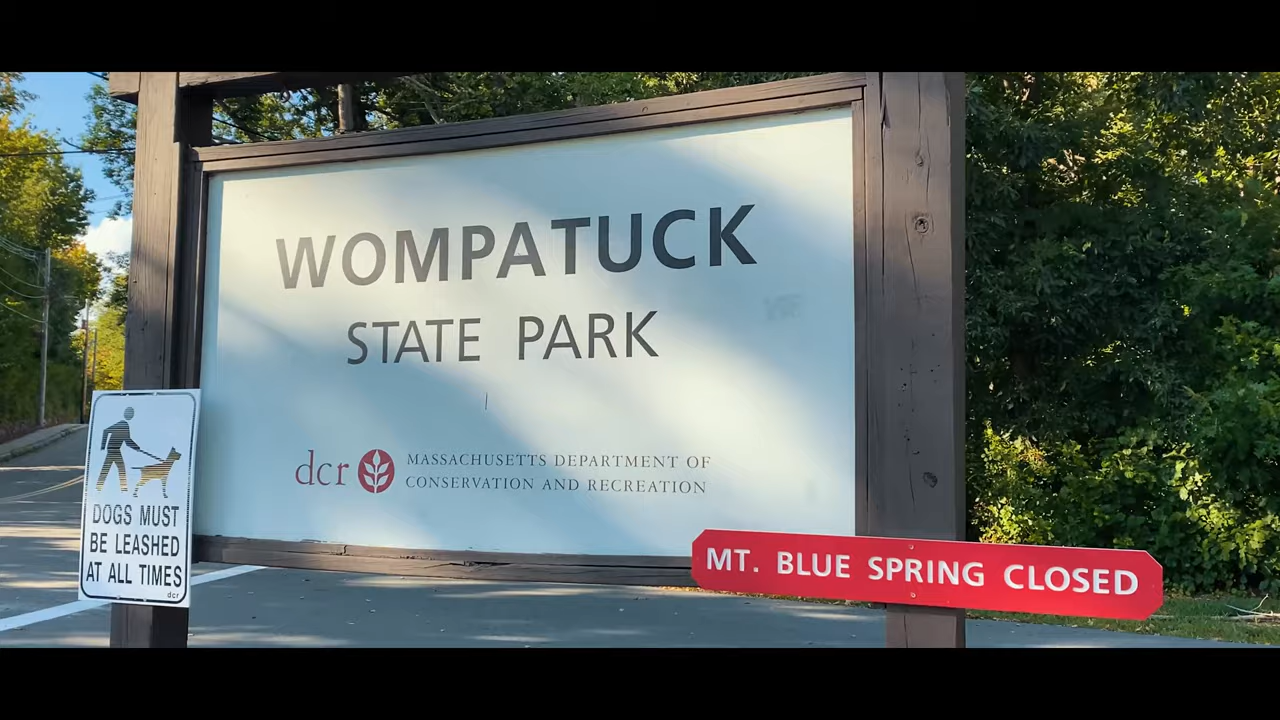 WOMPATUCK
STATE PARK
dcr
MASSACHUSETTS DEPARTMENT OF
CONSERVATION AND RECREATION
DOGS MUST
BE LEASHED
AT ALL TIMES
dcr
MT. BLUE SPRING CLOSED